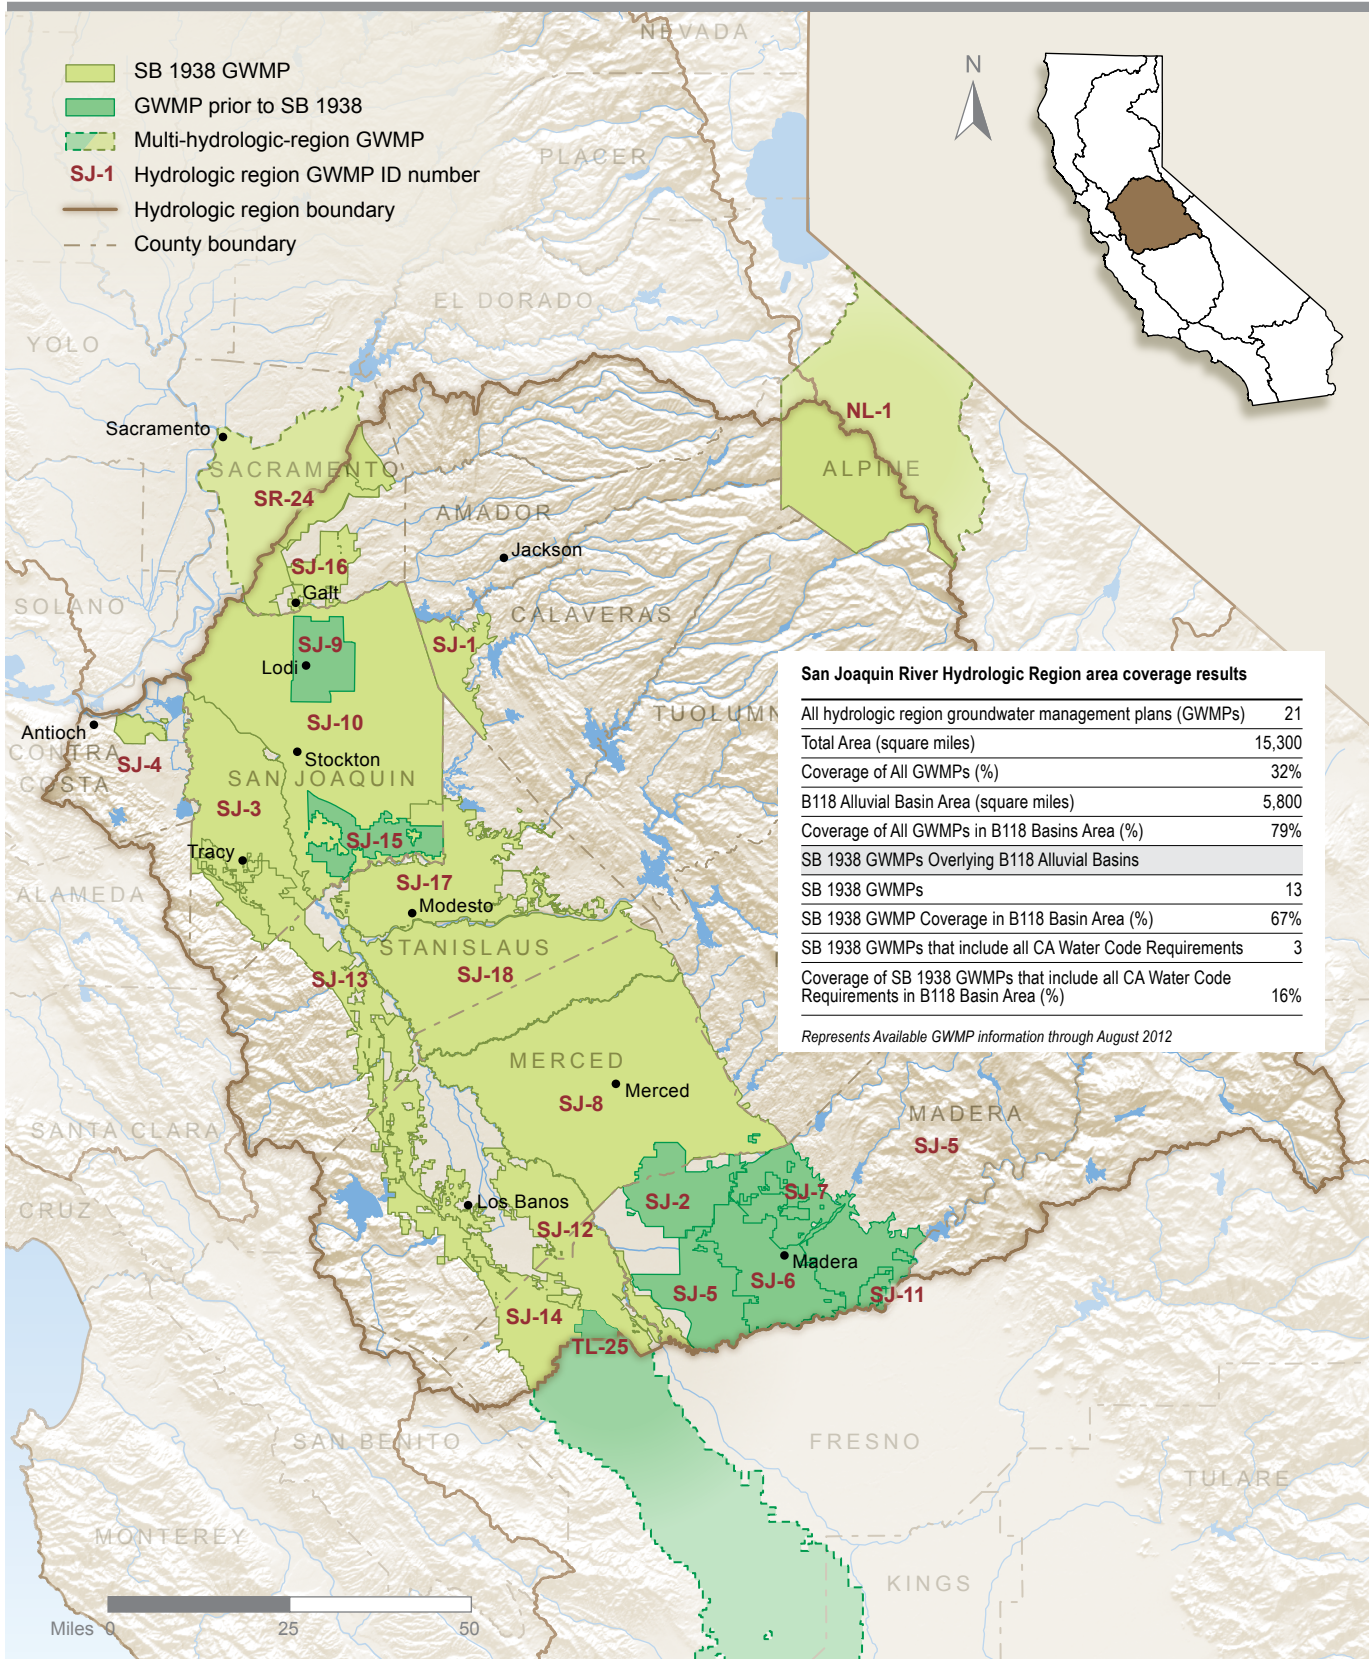 SB 1938 GWMP
GWMP prior to SB 1938
Multi-hydrologic-region GWMP
SJ-1 Hydrologic region GWMP ID number
Hydrologic region boundary
County boundary
N
NEVADA
PLACER
EL DORADO
YOLO
Sacramento
SACRAMENTO
SR-24
NL-1
ALPINE
AMADOR
Jackson
SJ-16
Galt
SOLANO
CALAVERAS
SJ-9
SJ-1
Lodi
SJ-10
TUOLUMN
Antioch
CONTRA
COSTA
SJ-4
Stockton
SAN JOAQUIN
SJ-3
SJ-15
Tracy
SJ-17
ALAMEDA
Modesto
STANISLAUS
SJ-18
SJ-13
MERCED
Merced
SJ-8
MADERA
SJ-5
SANTA CLARA
SJ-7
SJ-2
CRUZ
Los Banos
SJ-12
Madera
SJ-6
SJ-5
SJ-11
SJ-14
TL-25
SAN BENITO
FRESNO
TULARE
MONTEREY
KINGS
Miles 0 25 50
San Joaquin River Hydrologic Region area coverage results
All hydrologic region groundwater management plans (GWMPs) 21
Total Area (square miles) 15,300
Coverage of All GWMPs (%) 32%
B118 Alluvial Basin Area (square miles) 5,800
Coverage of All GWMPs in B118 Basins Area (%) 79%
SB 1938 GWMPs Overlying B118 Alluvial Basins
SB 1938 GWMPs 13
SB 1938 GWMP Coverage in B118 Basin Area (%) 67%
SB 1938 GWMPs that include all CA Water Code Requirements 3
Coverage of SB 1938 GWMPs that include all CA Water Code
Requirements in B118 Basin Area (%) 16%
Represents Available GWMP information through August 2012